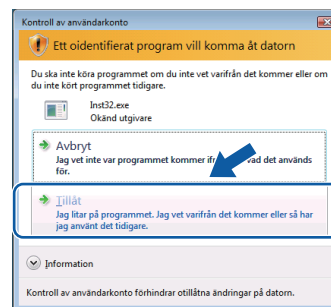 Kontroll av användarkonto
Ett oidentifierat program vill komma åt datorn
Du ska inte köra programmet om du inte vet varifrån det kommer eller om
du inte kört programmet tidigare.
Inst32.exe
Okänd utgivare
Avbryt
Jag vet inte var programmet kommer vad det används
för.
Tillåt
Jag litar på programmet. Jag vet varifrån det kommer eller så har
jag använt det tidigare.
Information
Kontroll av användarkonto förhindrar otillåtna ändringar på datorn.